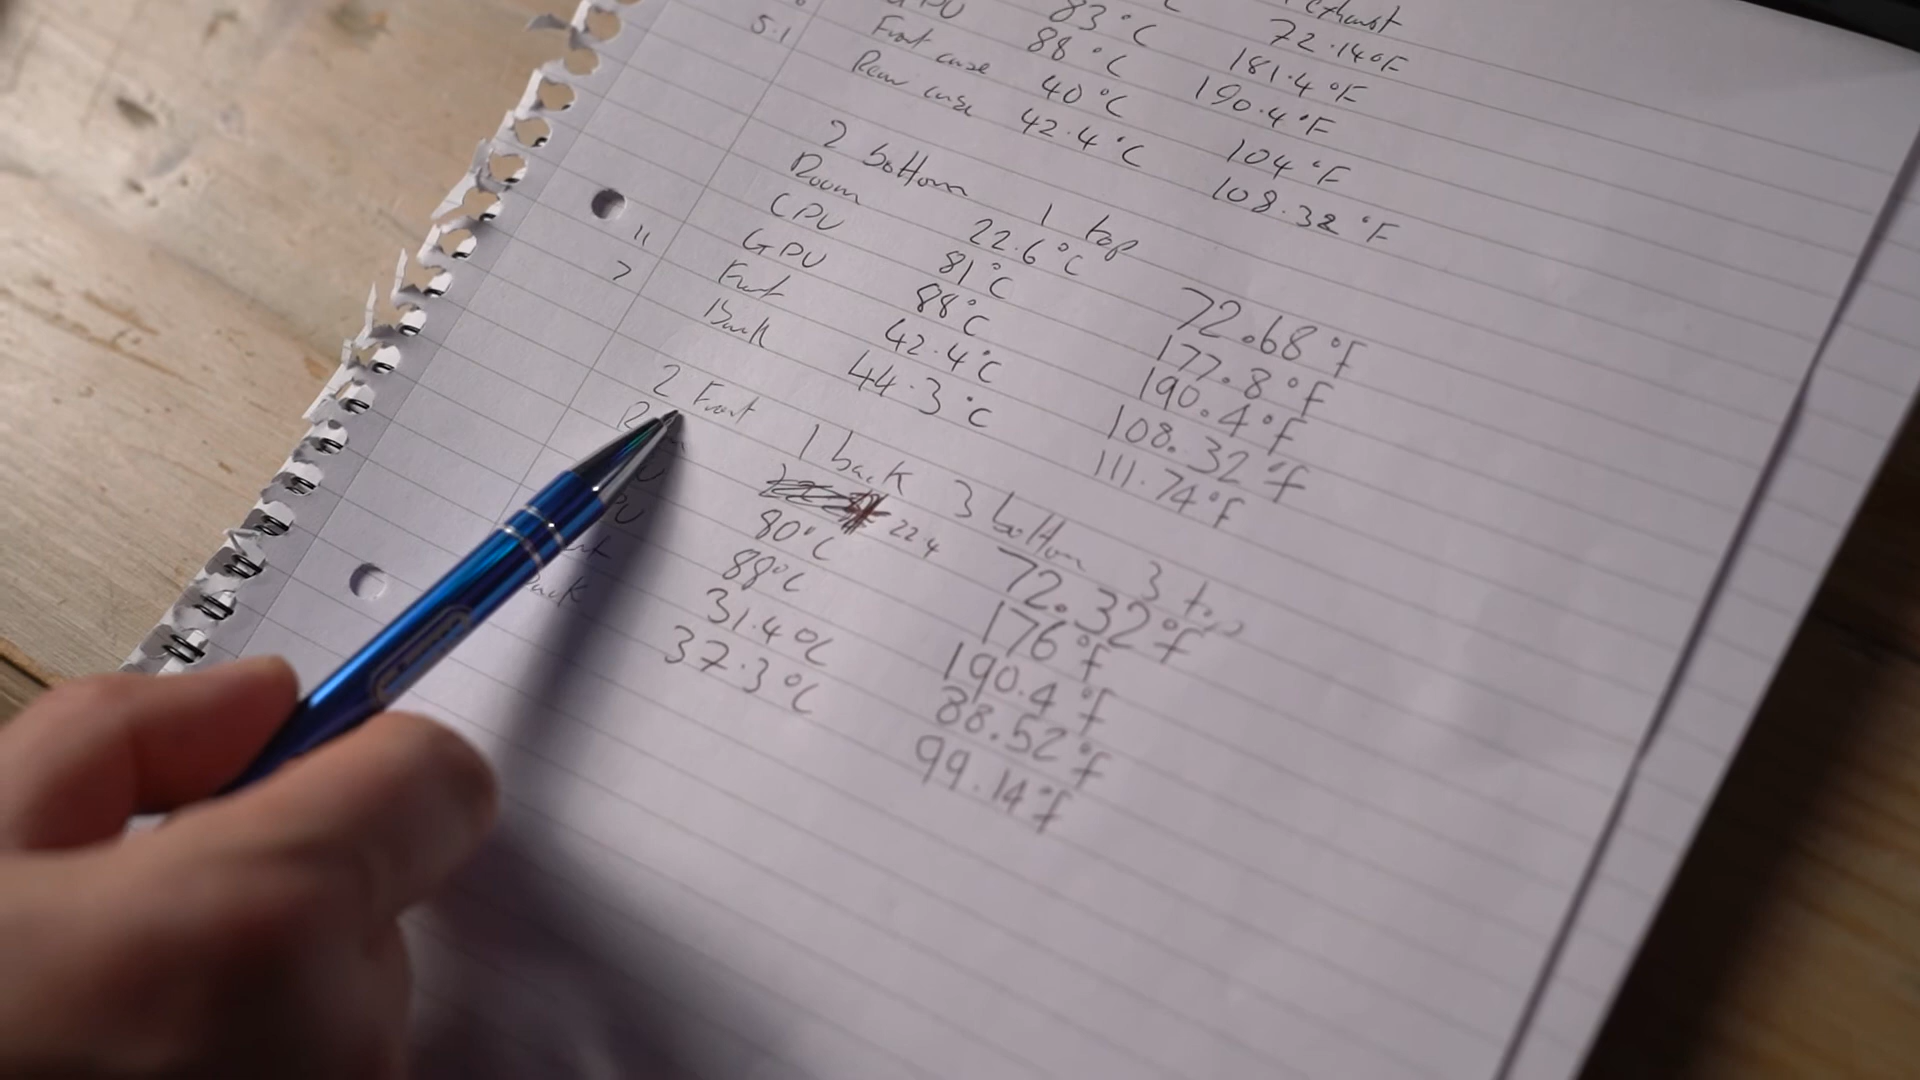 exhaust
72.14°F
83°C 181.4°F
GPU 88°C 190.4°F
5.1 Front case 40°C 104°F
Rear case 42.4°C 108.32°F
2 bottom 1 top
Room 22.6°C 72.68°F
CPU 81°C 177.8°F
11 GPU 88°C 190.4°F
7 Front 42.4°C 108.32°F
Back 44.3°C 111.74°F
2 Front 1 back 3 bottom 3
22.4 72.32°F
80°C 176°F
88°C 190.4°F
31.4°C 88.52°F
Back 37.3°C 99.14°F